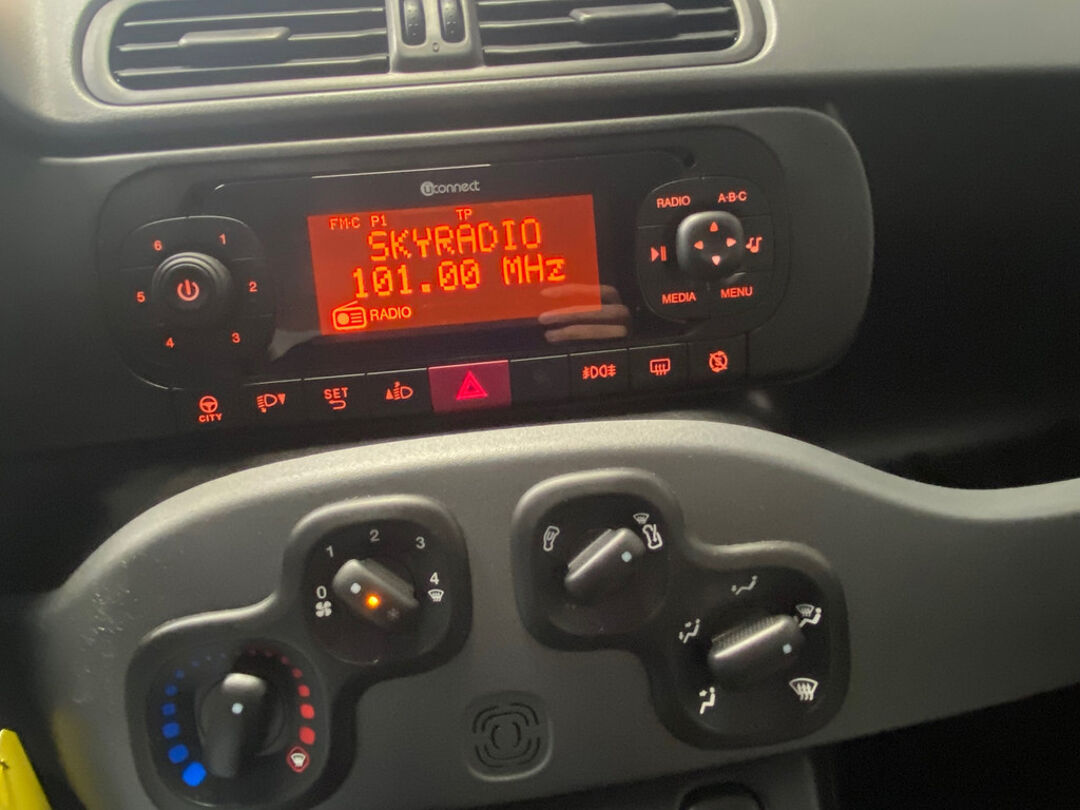 uconnect
FM:C P1 TP
SKYRADIO
101.00 MHz
RADIO
6 1
5 2
4 3
RADIO A·B·C
MEDIA MENU
CITY
SET
0 1 2 3 4